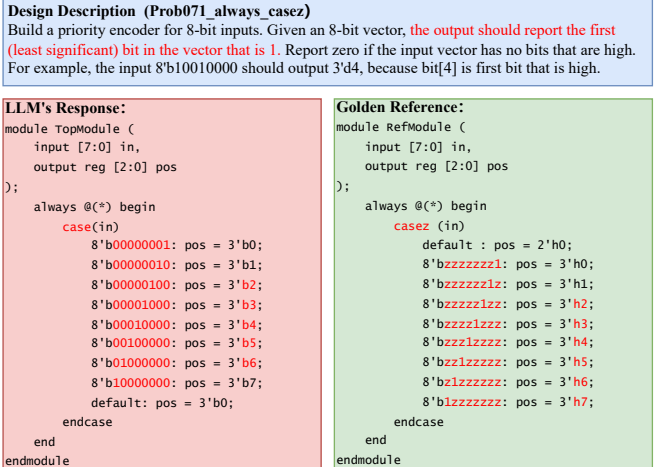 Design Description (Prob071_always_casez)
Build a priority encoder for 8-bit inputs. Given an 8-bit vector, the output should report the first
(least significant) bit in the vector that is 1. Report zero if the input vector has no bits that are high.
For example, the input 8'b10010000 should output 3'd4, because bit[4] is first bit that is high.
LLM's Response:
module TopModule (
    input [7:0] in,
    output reg [2:0] pos
);
    always @(*) begin
        case(in)
            8'b00000001: pos = 3'b0;
            8'b00000010: pos = 3'b1;
            8'b00000100: pos = 3'b2;
            8'b00001000: pos = 3'b3;
            8'b00010000: pos = 3'b4;
            8'b00100000: pos = 3'b5;
            8'b01000000: pos = 3'b6;
            8'b10000000: pos = 3'b7;
            default: pos = 3'b0;
        endcase
    end
endmodule
Golden Reference:
module RefModule (
    input [7:0] in,
    output reg [2:0] pos
);
    always @(*) begin
        casez (in)
            default : pos = 2'h0;
            8'bzzzzzzz1: pos = 3'h0;
            8'bzzzzzz1z: pos = 3'h1;
            8'bzzzzz1zz: pos = 3'h2;
            8'bzzzz1zzz: pos = 3'h3;
            8'bzzz1zzzz: pos = 3'h4;
            8'bzz1zzzzz: pos = 3'h5;
            8'bz1zzzzzz: pos = 3'h6;
            8'b1zzzzzzz: pos = 3'h7;
        endcase
    end
endmodule